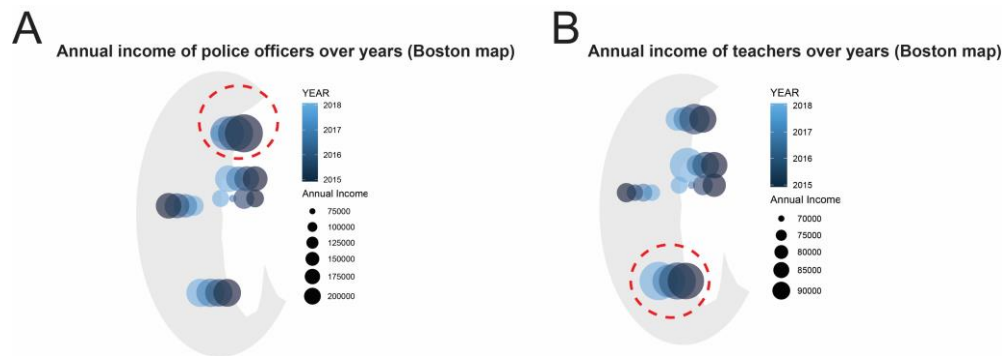 A
Annual income of police officers over years (Boston map)
YEAR
2018
2017
2016
2015
Annual Income
75000
100000
125000
150000
175000
200000
B
Annual income of teachers over years (Boston map)
YEAR
2018
2017
2016
2015
Annual Income
70000
75000
80000
85000
90000